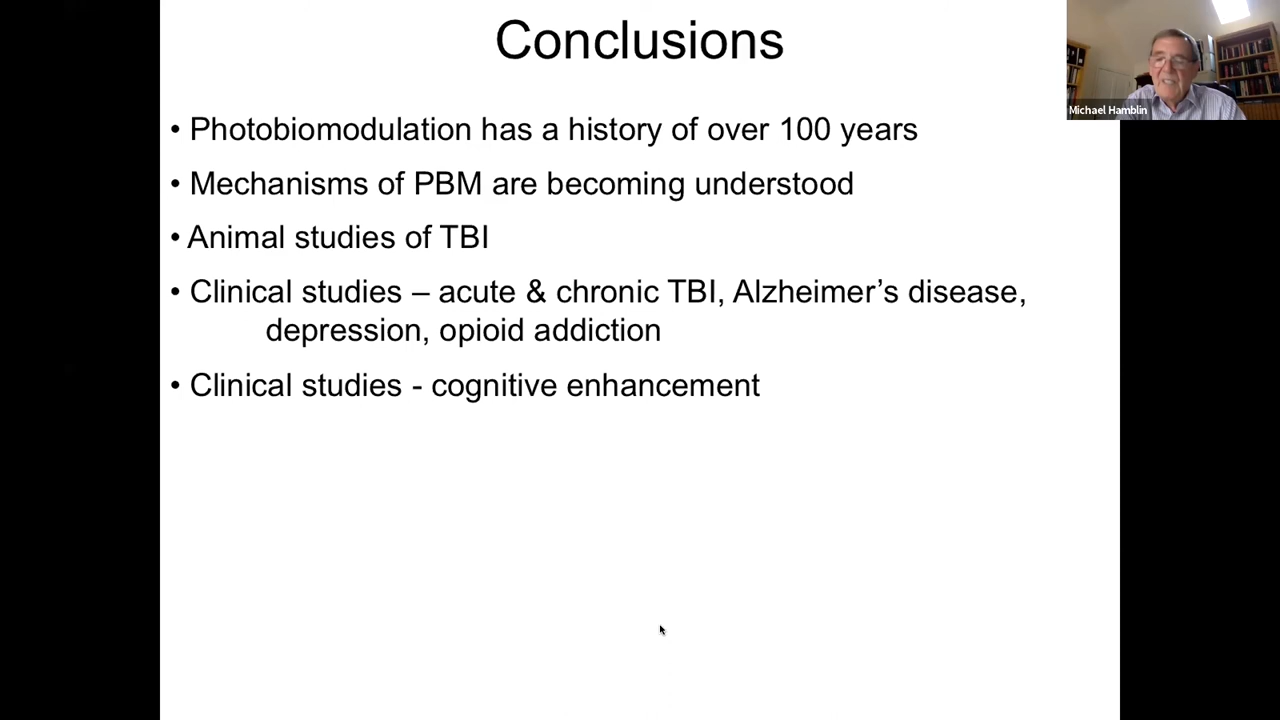 Conclusions
Michael Hamblin
• Photobiomodulation has a history of over 100 years
• Mechanisms of PBM are becoming understood
• Animal studies of TBI
• Clinical studies – acute & chronic TBI, Alzheimer’s disease,
depression, opioid addiction
• Clinical studies - cognitive enhancement